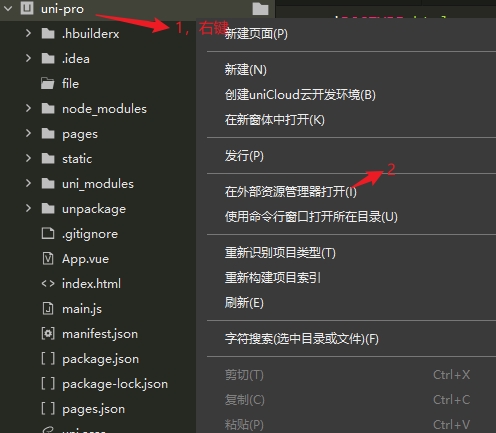 uni-pro
1，右键
.hbuilderx
.idea
file
node_modules
pages
static
uni_modules
unpackage
.gitignore
App.vue
index.html
main.js
manifest.json
package.json
package-lock.json
pages.json
新建页面(P)
新建(N)
创建uniCloud云开发环境(B)
在新窗体中打开(K)
发行(P)
2
在外部资源管理器打开(I)
使用命令行窗口打开所在目录(U)
重新识别项目类型(T)
重新构建项目索引
刷新(E)
字符搜索(选中目录或文件)(F)
剪切(T) Ctrl+X
复制(C) Ctrl+C
粘贴(P) Ctrl+V